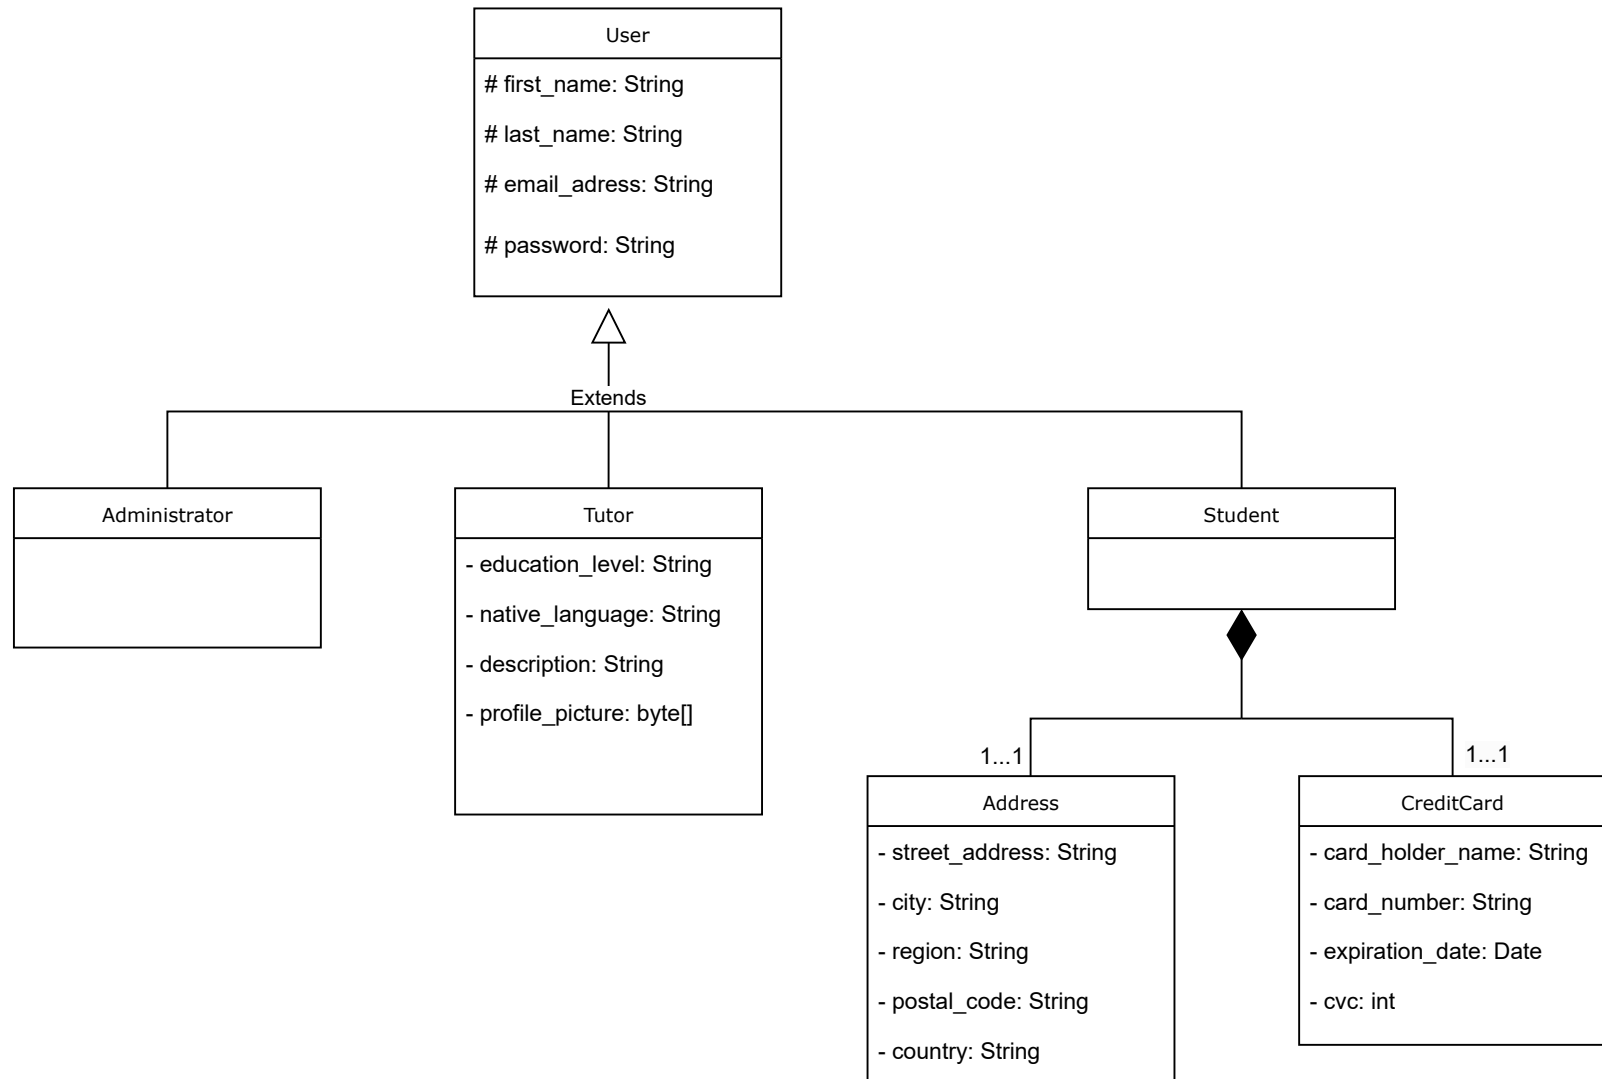 User
# first_name: String
# last_name: String
# email_adress: String
# password: String
Extends
Administrator
Tutor
- education_level: String
- native_language: String
- description: String
- profile_picture: byte[]
Student
1...1
1...1
Address
- street_address: String
- city: String
- region: String
- postal_code: String
- country: String
CreditCard
- card_holder_name: String
- card_number: String
- expiration_date: Date
- cvc: int